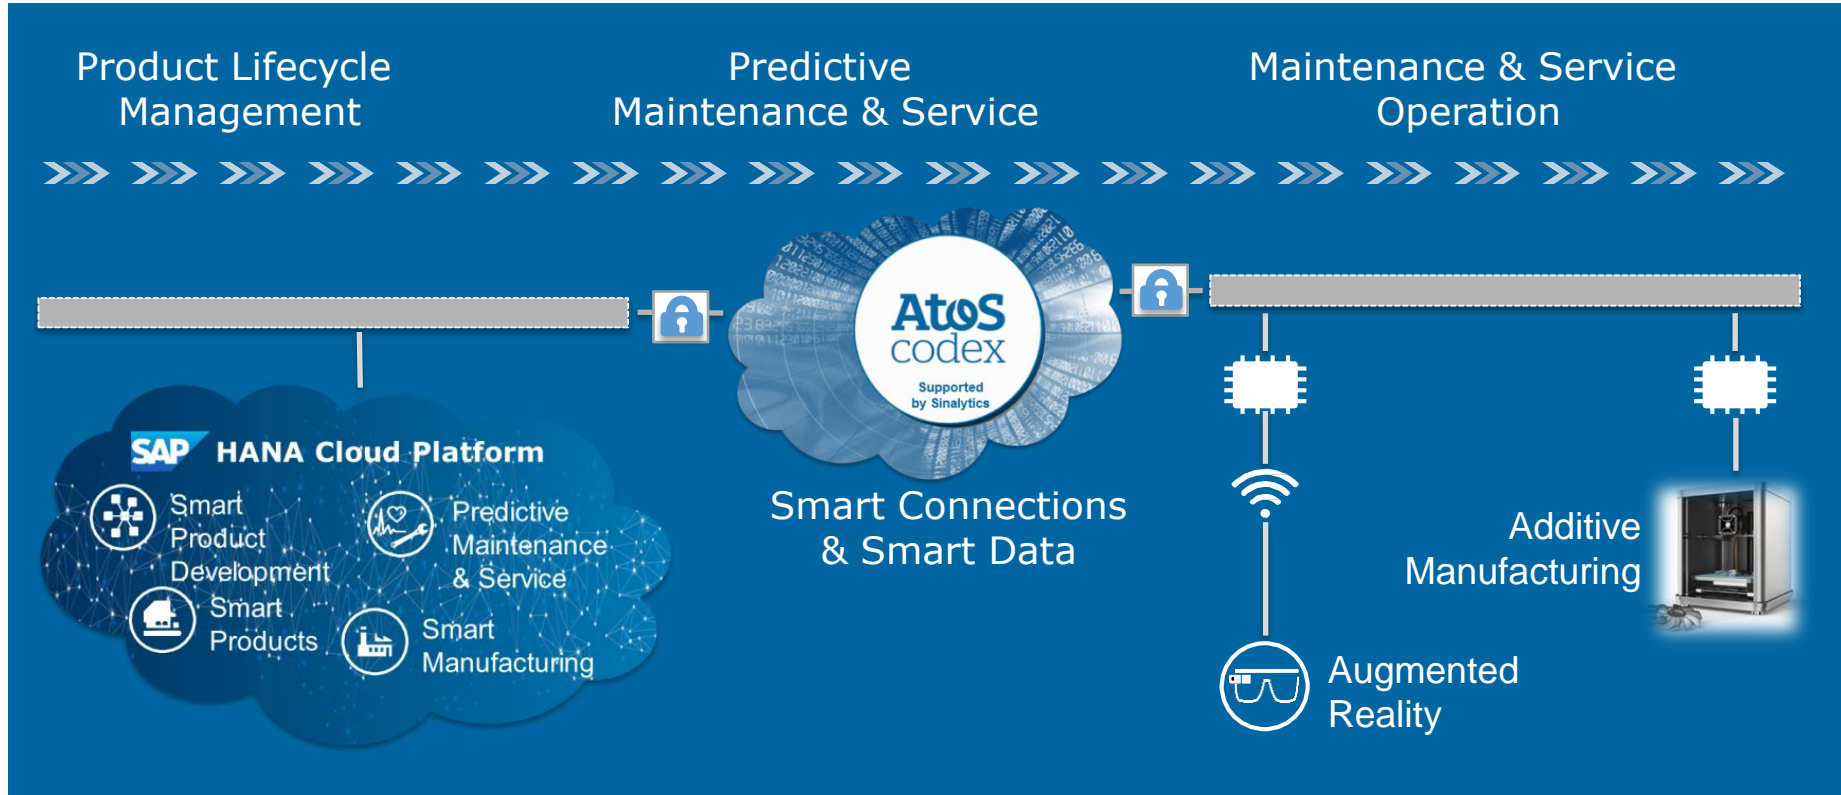 Product Lifecycle
Management
Predictive
Maintenance & Service
Maintenance & Service
Operation
Atos
codex
Supported
by Sinalytics
SAP HANA Cloud Platform
Smart
Product
Development
Predictive
Maintenance
& Service
Smart
Products
Smart
Manufacturing
Smart Connections
& Smart Data
Additive
Manufacturing
Augmented
Reality